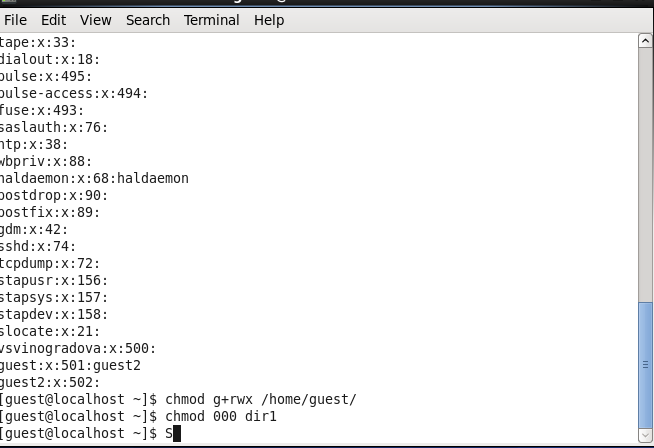 File Edit View Search Terminal Help
tape:x:33:
dialout:x:18:
pulse:x:495:
pulse-access:x:494:
fuse:x:493:
saslauth:x:76:
ntp:x:38:
wbpriv:x:88:
haldaemon:x:68:haldaemon
postdrop:x:90:
postfix:x:89:
gdm:x:42:
sshd:x:74:
tcpdump:x:72:
stapusr:x:156:
stapsys:x:157:
stapdev:x:158:
slocate:x:21:
vsvinogradova:x:500:
guest:x:501:guest2
guest2:x:502:
[guest@localhost ~]$ chmod g+rwx /home/guest/
[guest@localhost ~]$ chmod 000 dir1
[guest@localhost ~]$ S